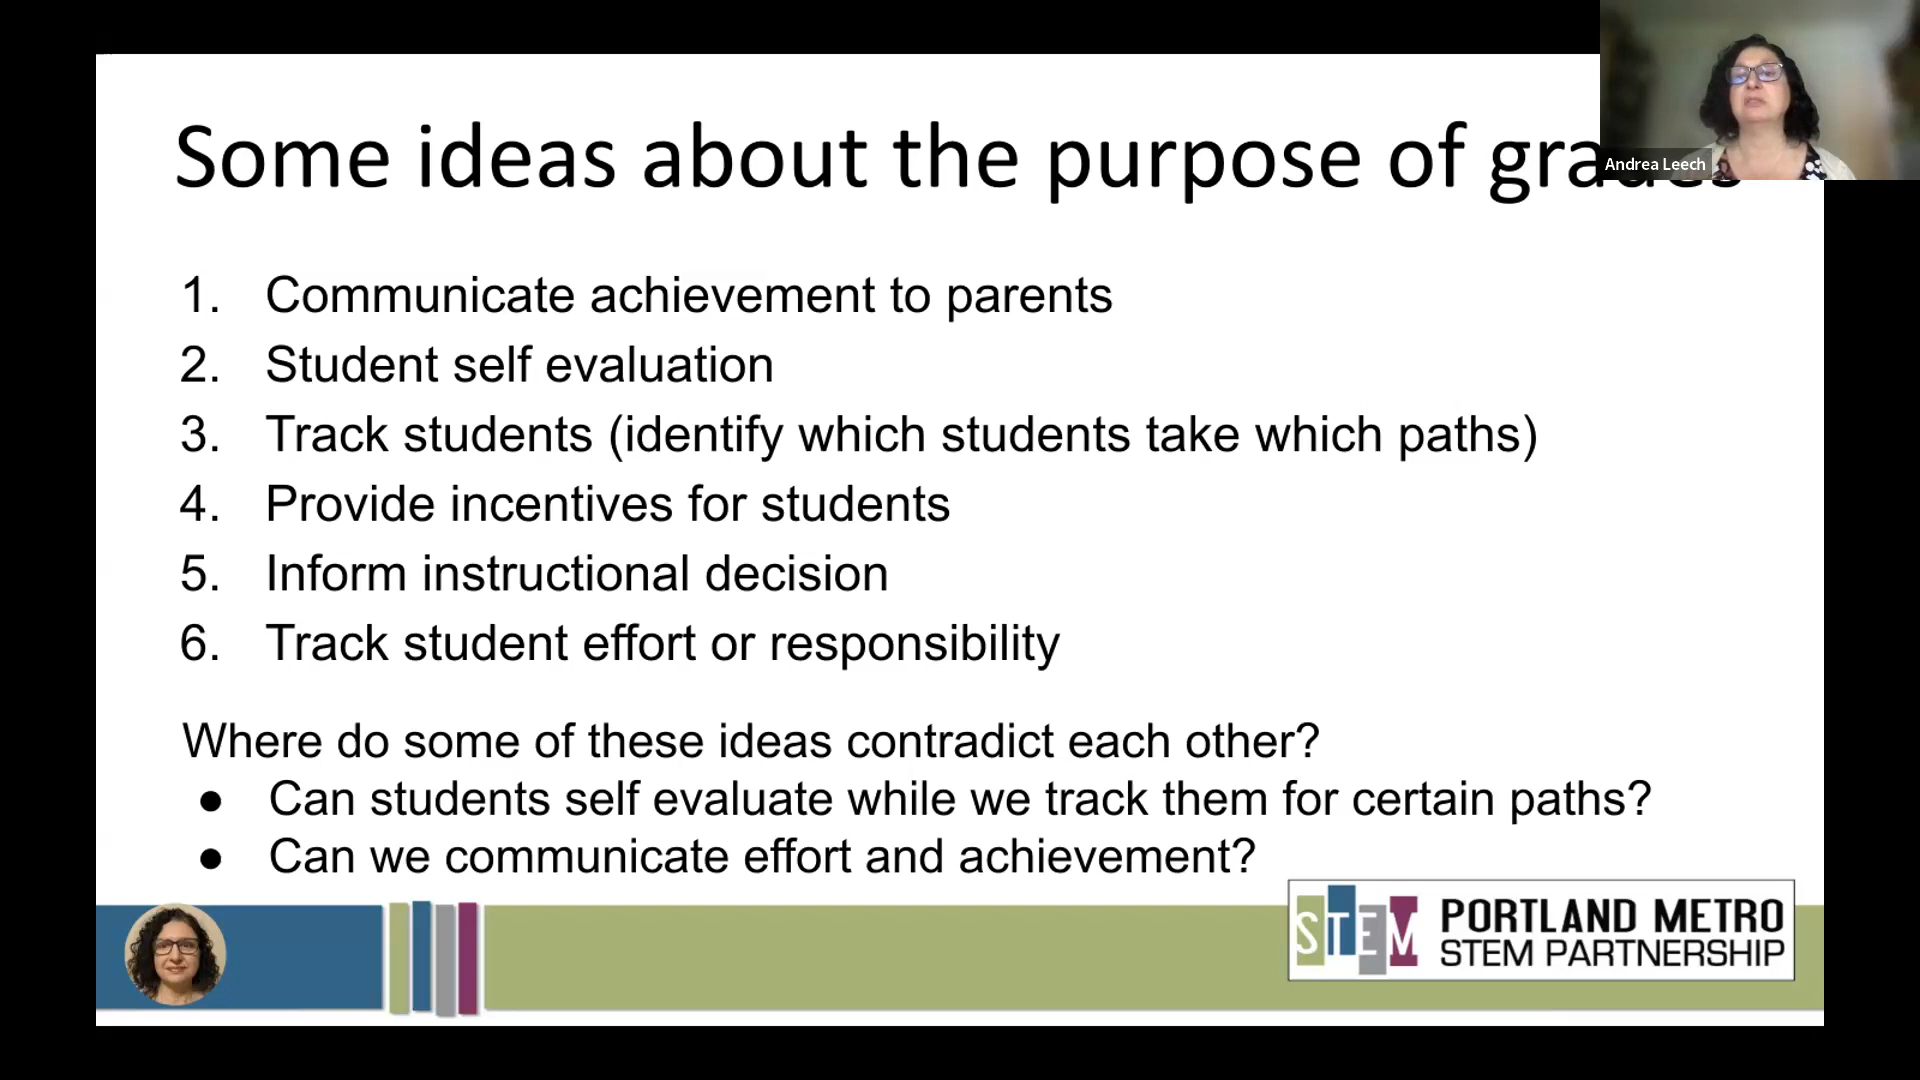 Some ideas about the purpose of grades
Andrea Leech
1. Communicate achievement to parents
2. Student self evaluation
3. Track students (identify which students take which paths)
4. Provide incentives for students
5. Inform instructional decision
6. Track student effort or responsibility
Where do some of these ideas contradict each other?
● Can students self evaluate while we track them for certain paths?
● Can we communicate effort and achievement?
STEM
PORTLAND METRO
STEM PARTNERSHIP